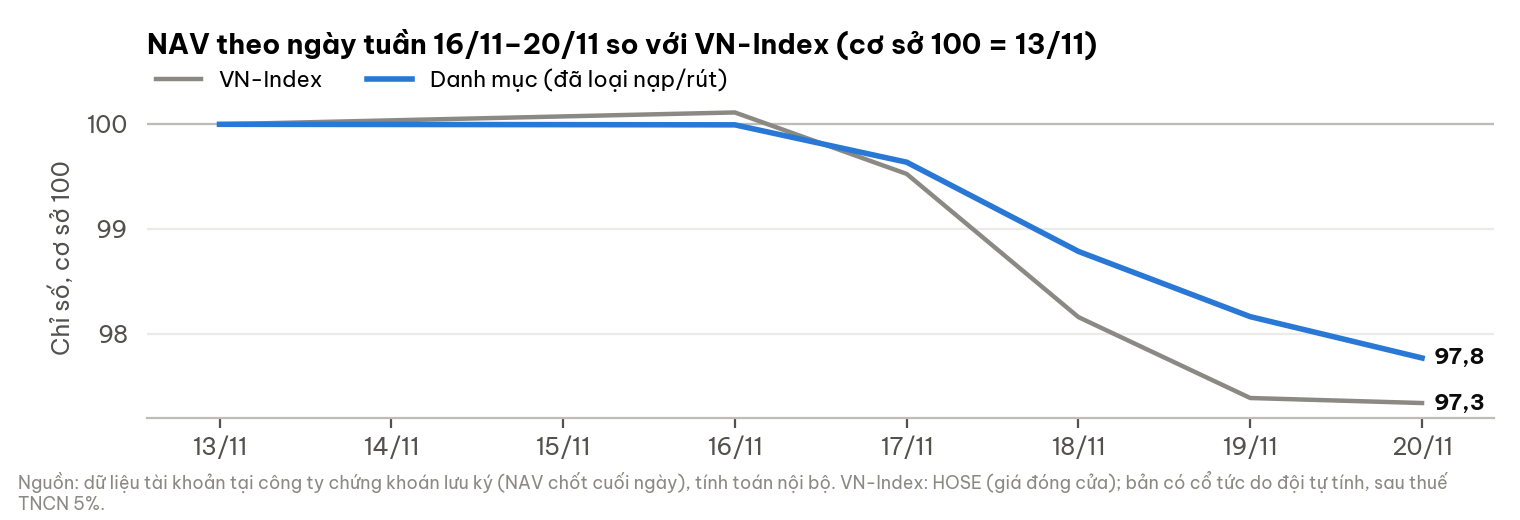 NAV theo ngày tuần 16/11–20/11 so với VN-Index (cơ sở 100 = 13/11)
VN-Index
Danh mục (đã loại nạp/rút)
Chỉ số, cơ sở 100
100
99
98
97,8
97,3
13/11
14/11
15/11
16/11
17/11
18/11
19/11
20/11
Nguồn: dữ liệu tài khoản tại công ty chứng khoán lưu ký (NAV chốt cuối ngày), tính toán nội bộ. VN-Index: HOSE (giá đóng cửa); bản có cổ tức do đội tự tính, sau thuế
TNCN 5%.